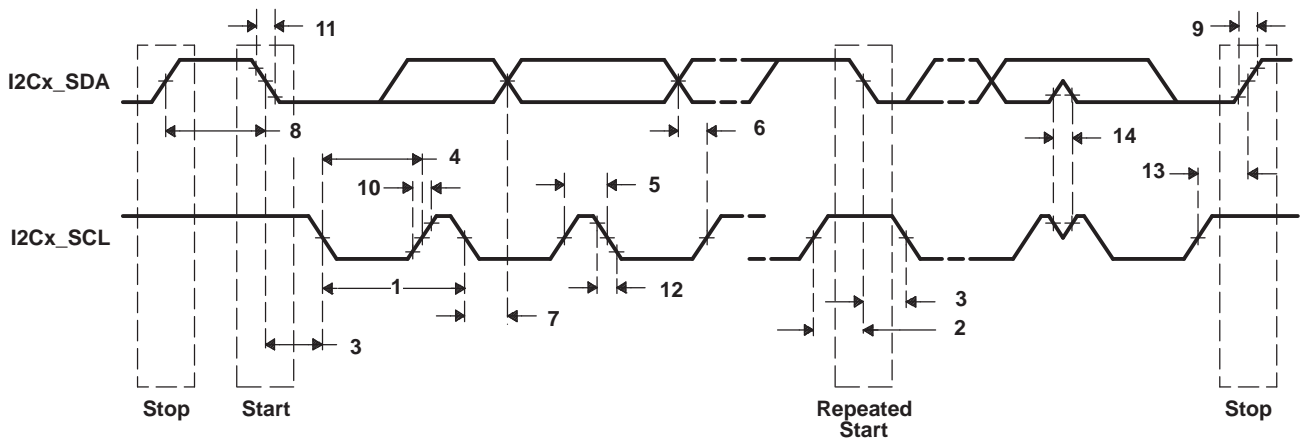 11
9
I2Cx_SDA
8
6
14
4
10
5
13
I2Cx_SCL
1
12
7
3
3
2
Stop
Start
Repeated
Start
Stop